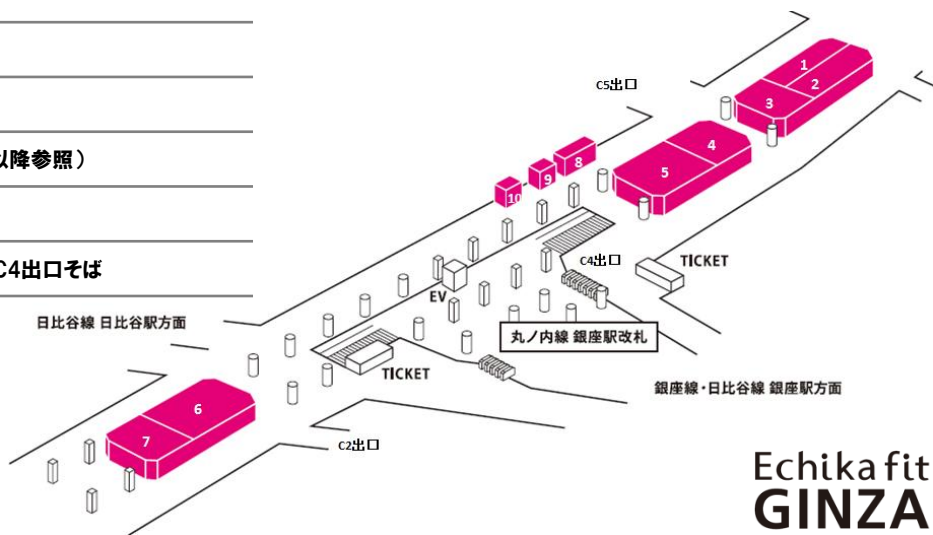 以降参照）
C4出口そば
1
2
3
4
5
6
7
8
9
10
C5出口
C4出口
TICKET
EV
日比谷線 日比谷駅方面
丸ノ内線 銀座駅改札
TICKET
銀座線・日比谷線 銀座駅方面
C2出口
Echika fit
GINZA